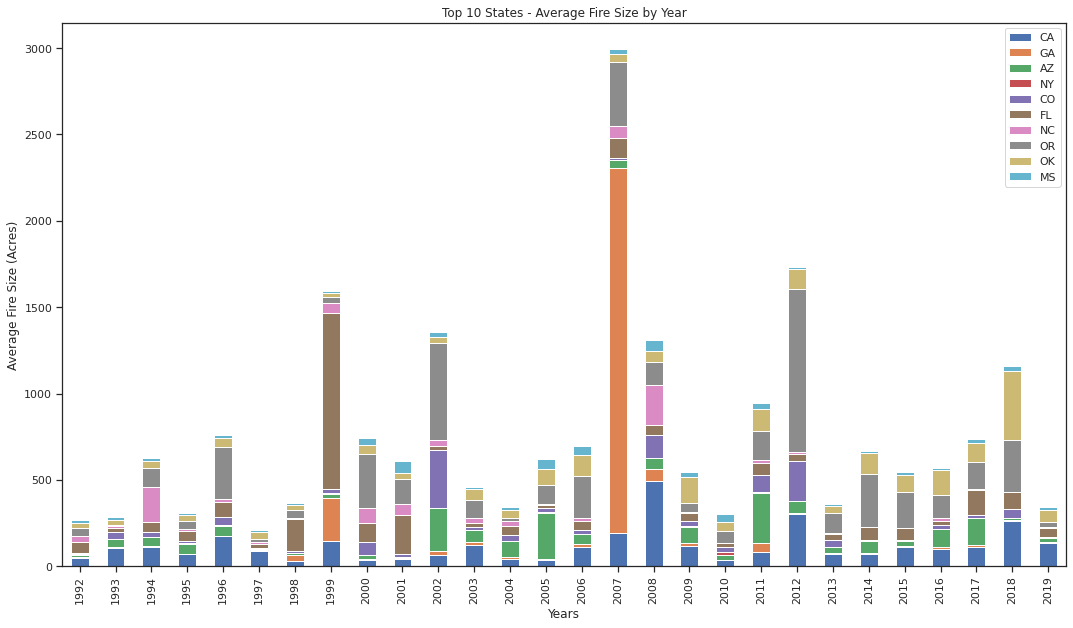 Top 10 States - Average Fire Size by Year
Average Fire Size (Acres)
3000
2500
2000
1500
1000
500
0
CA
GA
AZ
NY
CO
FL
NC
OR
OK
MS
1992
1993
1994
1995
1996
1997
1998
1999
2000
2001
2002
2003
2004
2005
2006
2007
2008
2009
2010
2011
2012
2013
2014
2015
2016
2017
2018
2019
Years